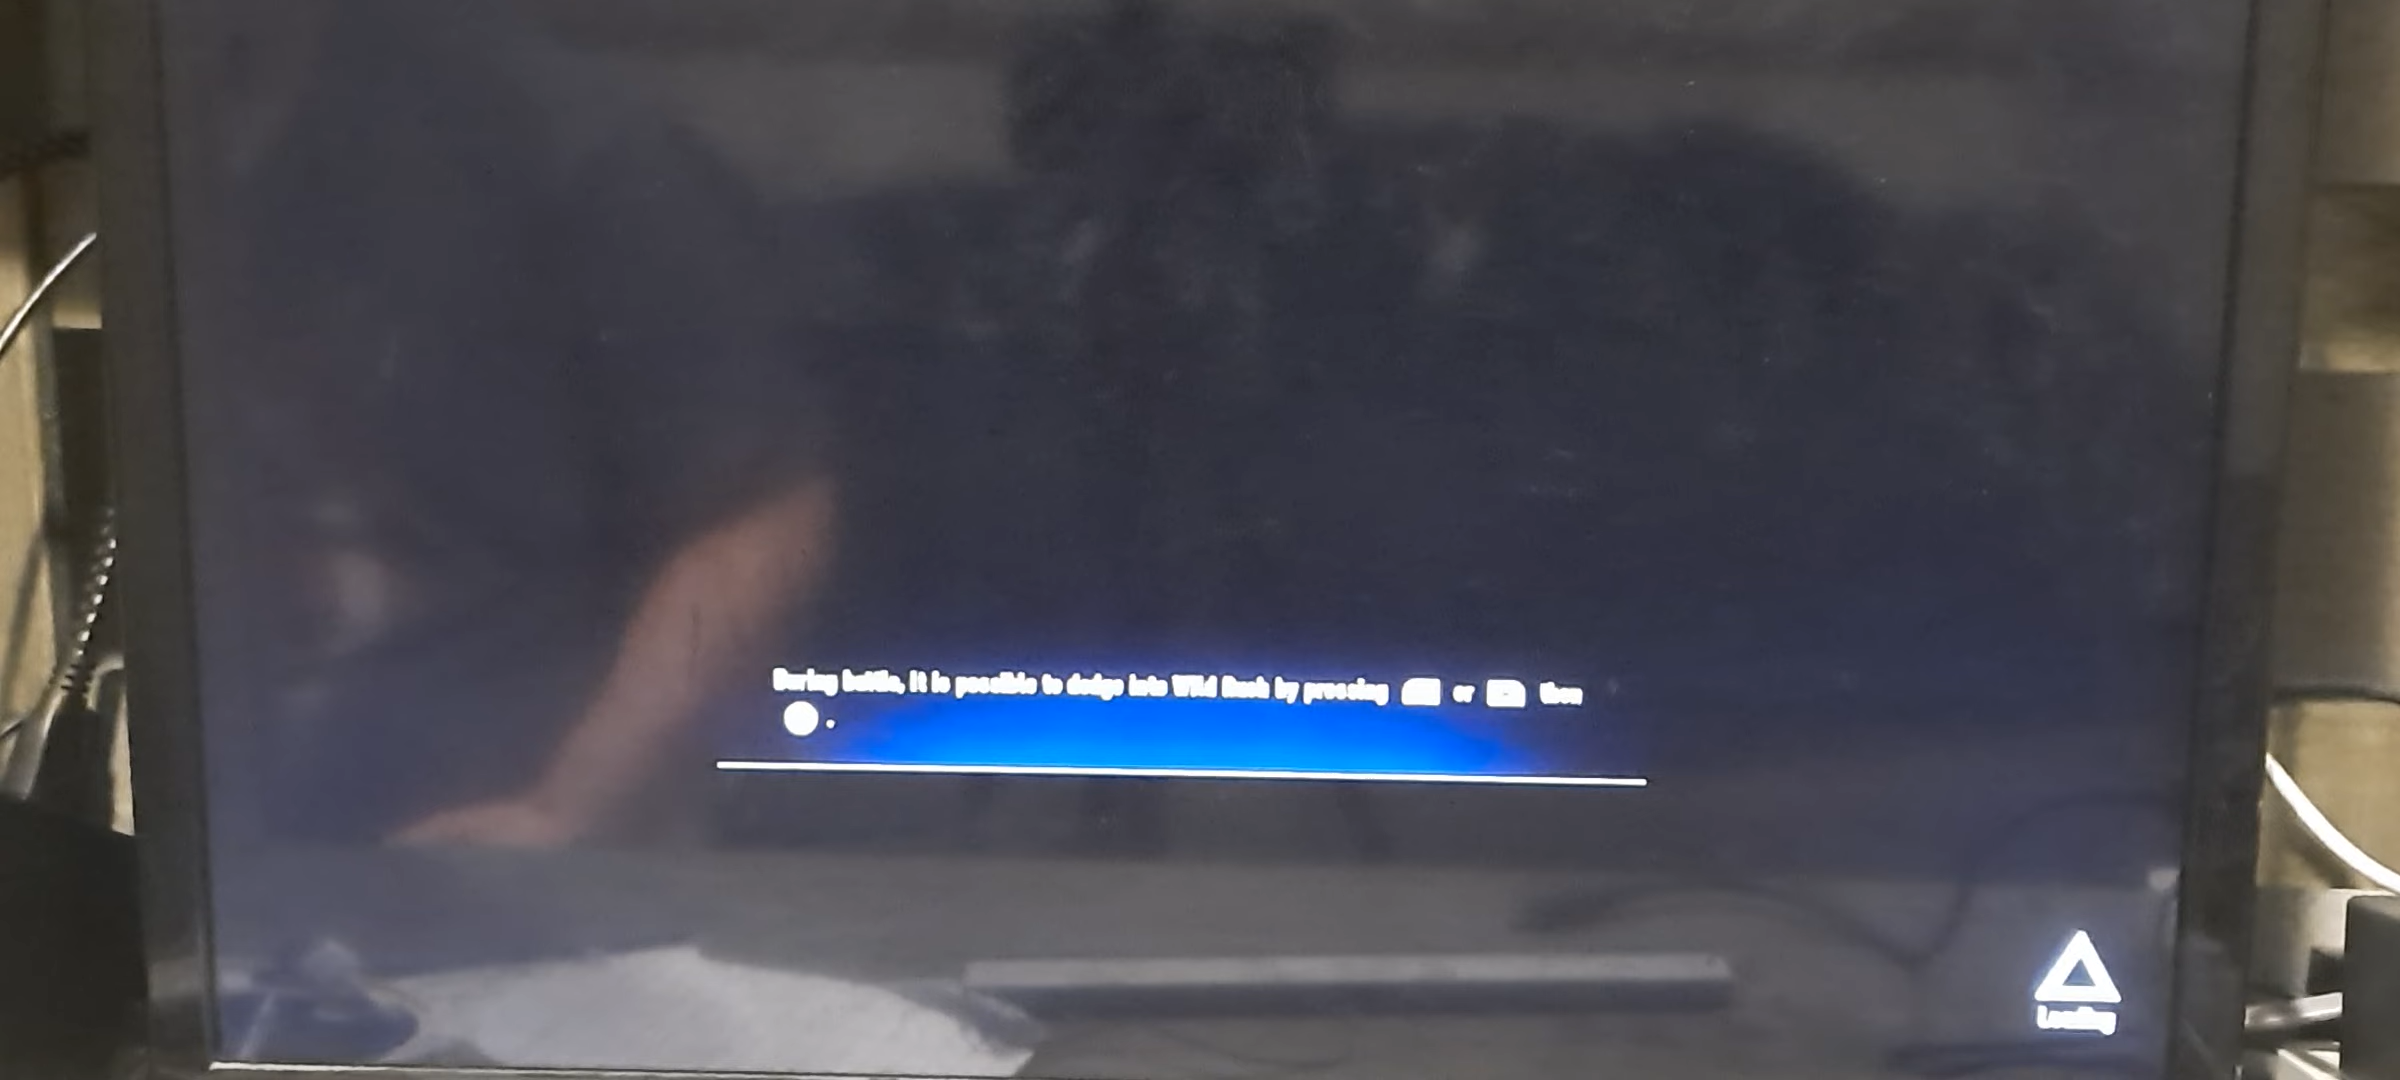 During battle, it is possible to dodge into Wild Rush by pressing or then
.
Loading